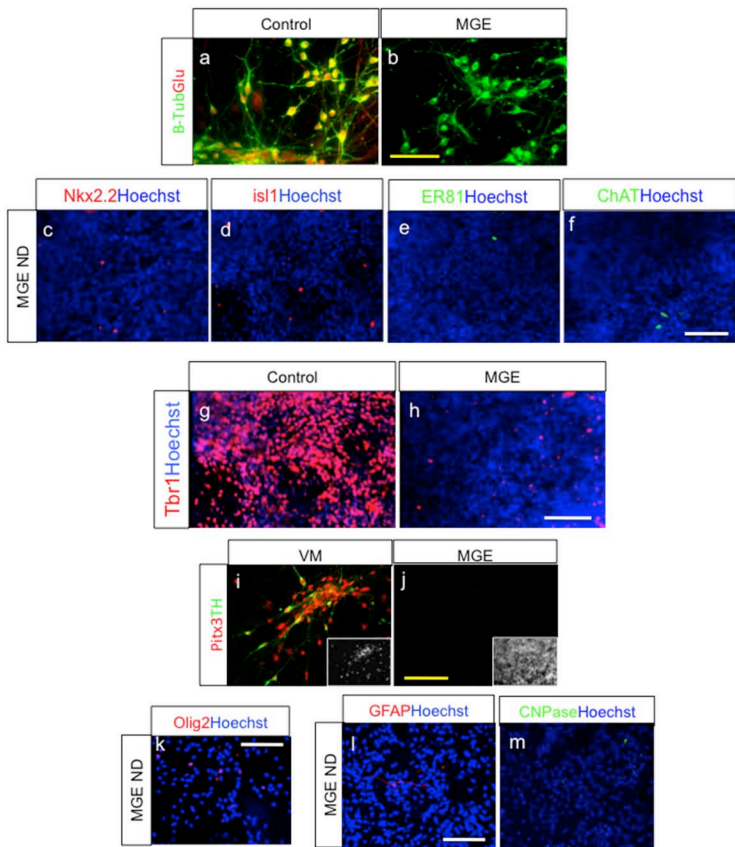 Control MGE
B-TubGlu
a b
Nkx2.2Hoechst isl1Hoechst ER81Hoechst ChATHoechst
MGE ND
c d e f
Control MGE
Tbr1Hoechst
g h
VM MGE
Pitx3TH
i j
Olig2Hoechst GFAPHoechst CNPaseHoechst
MGE ND
k
MGE ND
l m